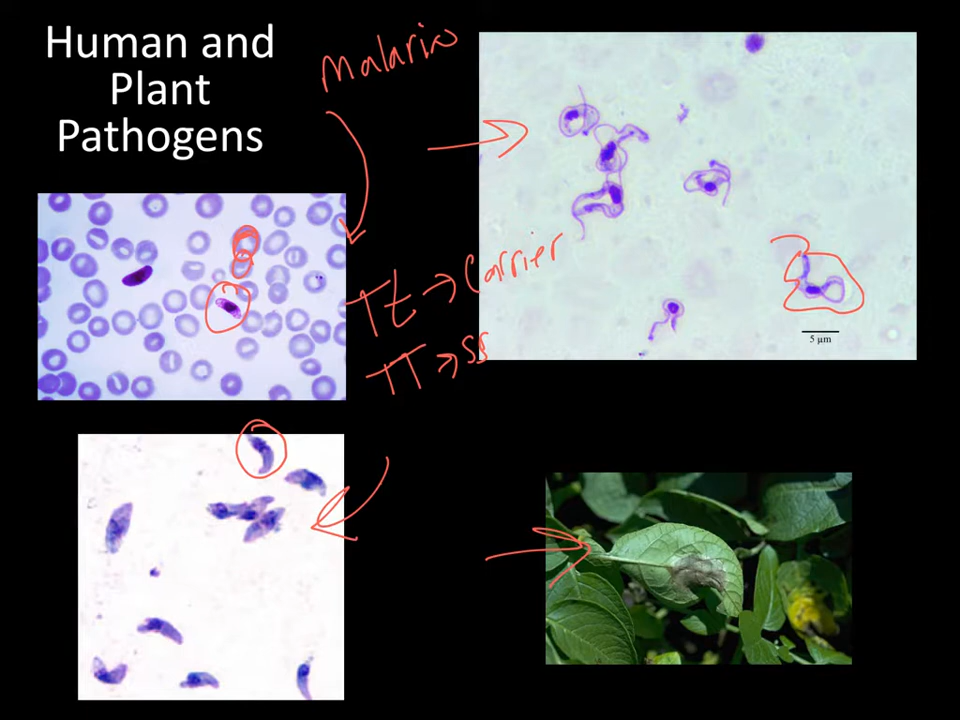 Human and
Plant
Pathogens
Malaria
Tt → Carrier
TT → SS
5 µm